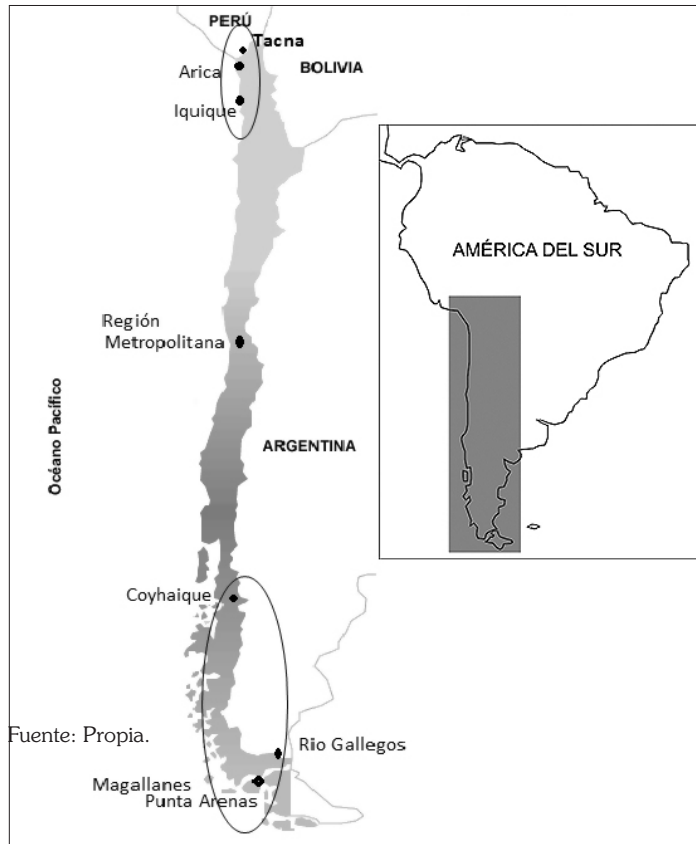 PERÚ
Tacna
Arica
BOLIVIA
Iquique
AMÉRICA DEL SUR
Región
Metropolitana
ARGENTINA
Océano Pacífico
Coyhaique
Fuente: Propia.
Rio Gallegos
Magallanes
Punta Arenas